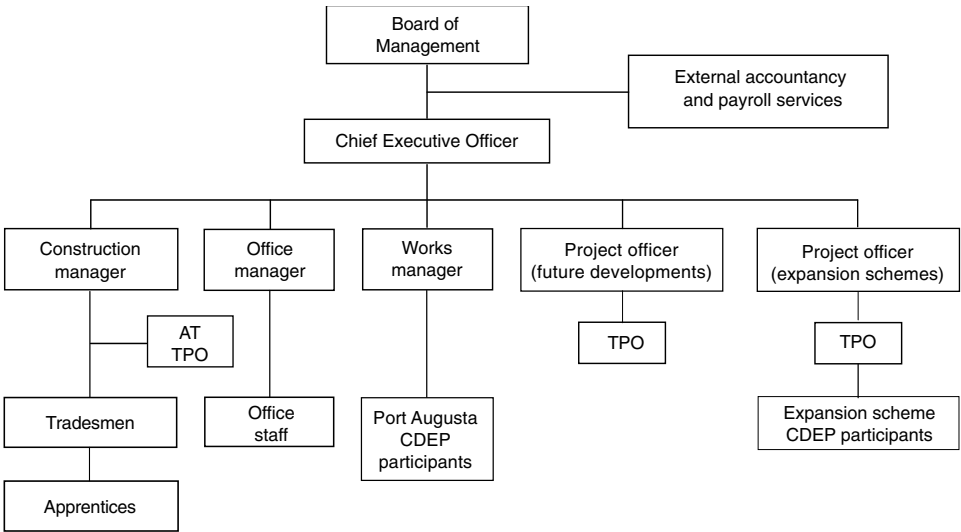 Board of
Management
External accountancy
and payroll services
Chief Executive Officer
Construction
manager
Office
manager
Works
manager
Project officer
(future developments)
Project officer
(expansion schemes)
AT
TPO
TPO
TPO
Tradesmen
Office
staff
Port Augusta
CDEP
participants
Expansion scheme
CDEP participants
Apprentices